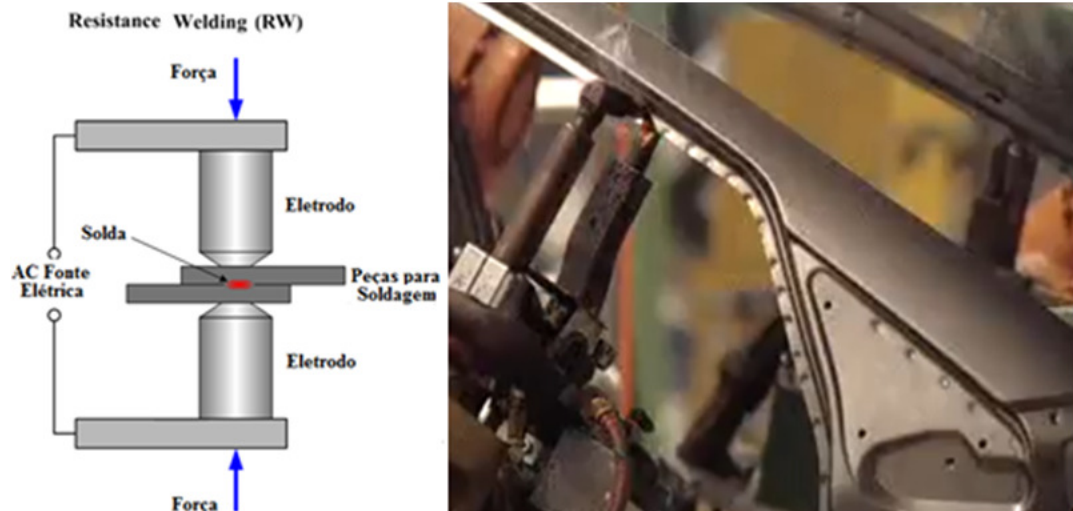 Resistance Welding (RW)
Força
Eletrodo
Solda
AC Fonte
Elétrica
Peças para
Soldagem
Eletrodo
Força